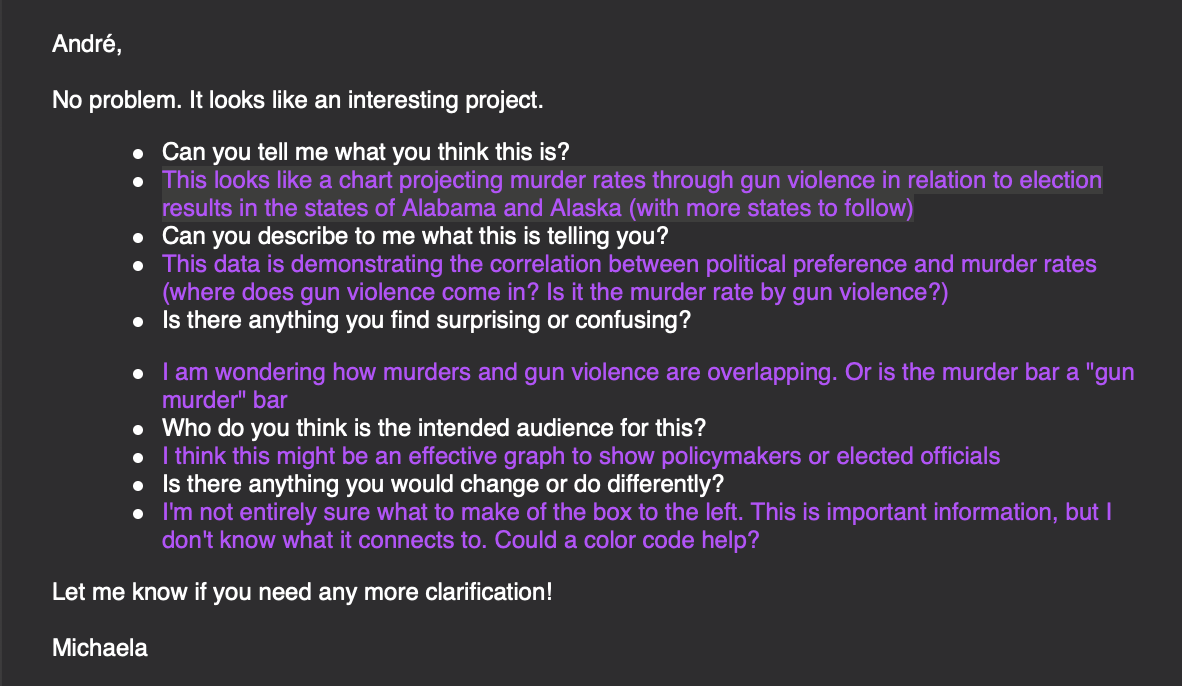 André,
No problem. It looks like an interesting project.
● Can you tell me what you think this is?
● This looks like a chart projecting murder rates through gun violence in relation to election
results in the states of Alabama and Alaska (with more states to follow)
● Can you describe to me what this is telling you?
● This data is demonstrating the correlation between political preference and murder rates
(where does gun violence come in? Is it the murder rate by gun violence?)
● Is there anything you find surprising or confusing?
● I am wondering how murders and gun violence are overlapping. Or is the murder bar a "gun
murder" bar
● Who do you think is the intended audience for this?
● I think this might be an effective graph to show policymakers or elected officials
● Is there anything you would change or do differently?
● I'm not entirely sure what to make of the box to the left. This is important information, but I
don't know what it connects to. Could a color code help?
Let me know if you need any more clarification!
Michaela